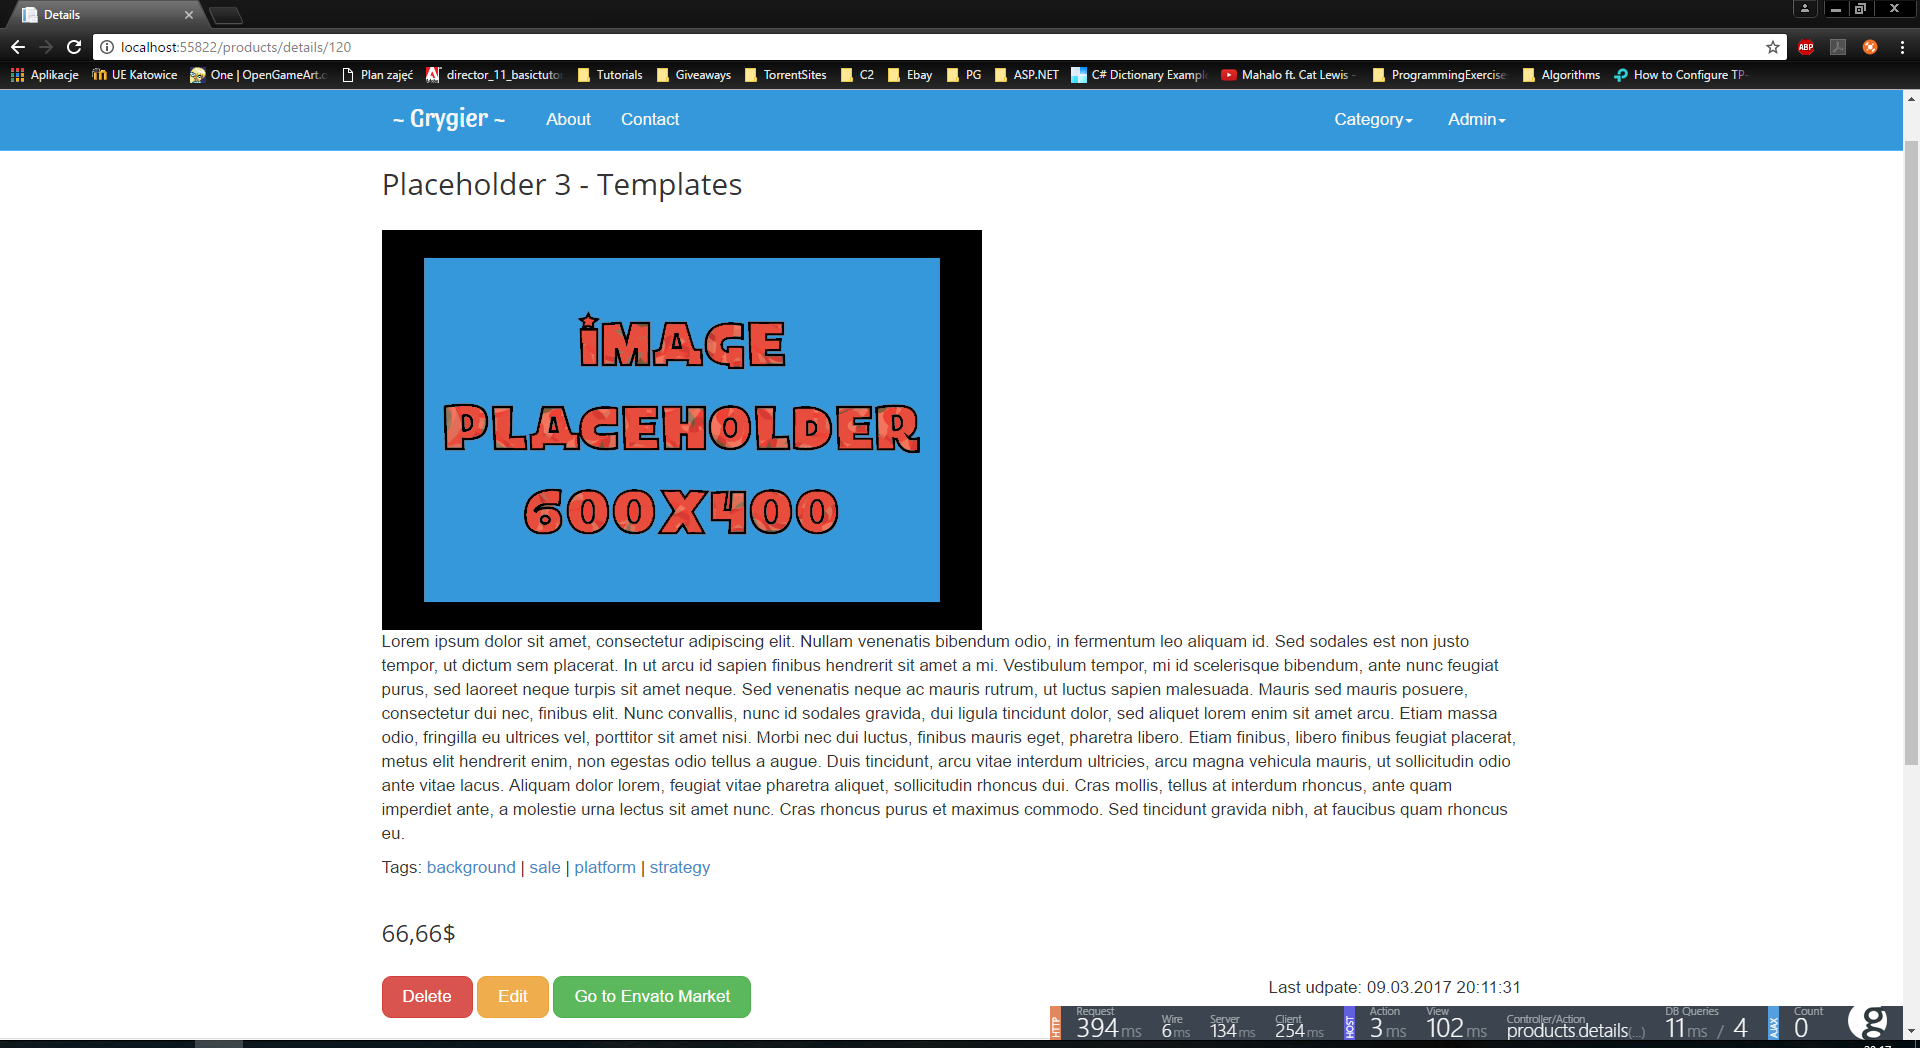 Details
localhost:55822/products/details/120
ABP
Aplikacje
UE Katowice
One | OpenGameArt.o
Plan zajęć
director_11_basictutor
Tutorials
Giveaways
TorrentSites
C2
Ebay
PG
ASP.NET
C# Dictionary Exampl
Mahalo ft. Cat Lewis -
ProgrammingExercise
Algorithms
How to Configure TP-
~ Grygier ~
About
Contact
Category
Admin
Placeholder 3 - Templates
IMAGE
PLACEHOLDER
600X400
Lorem ipsum dolor sit amet, consectetur adipiscing elit. Nullam venenatis bibendum odio, in fermentum leo aliquam id. Sed sodales est non justo
tempor, ut dictum sem placerat. In ut arcu id sapien finibus hendrerit sit amet a mi. Vestibulum tempor, mi id scelerisque bibendum, ante nunc feugiat
purus, sed laoreet neque turpis sit amet neque. Sed venenatis neque ac mauris rutrum, ut luctus sapien malesuada. Mauris sed mauris posuere,
consectetur dui nec, finibus elit. Nunc convallis, nunc id sodales gravida, dui ligula tincidunt dolor, sed aliquet lorem enim sit amet arcu. Etiam massa
odio, fringilla eu ultrices vel, porttitor sit amet nisi. Morbi nec dui luctus, finibus mauris eget, pharetra libero. Etiam finibus, libero finibus feugiat placerat,
metus elit hendrerit enim, non egestas odio tellus a augue. Duis tincidunt, arcu vitae interdum ultricies, arcu magna vehicula mauris, ut sollicitudin odio
ante vitae lacus. Aliquam dolor lorem, feugiat vitae pharetra aliquet, sollicitudin rhoncus dui. Cras mollis, tellus at interdum rhoncus, ante quam
imperdiet ante, a molestie urna lectus sit amet nunc. Cras rhoncus purus et maximus commodo. Sed tincidunt gravida nibh, at faucibus quam rhoncus
eu.
Tags: background | sale | platform | strategy
66,66$
Delete
Edit
Go to Envato Market
Last udpate: 09.03.2017 20:11:31
HTTP
Request
394 ms
Wire
6 ms
Server
134 ms
Client
254 ms
HOST
Action
3 ms
View
102 ms
Controller/Action
products details(...)
DB Queries
11 ms / 4
AJAX
Count
0
g